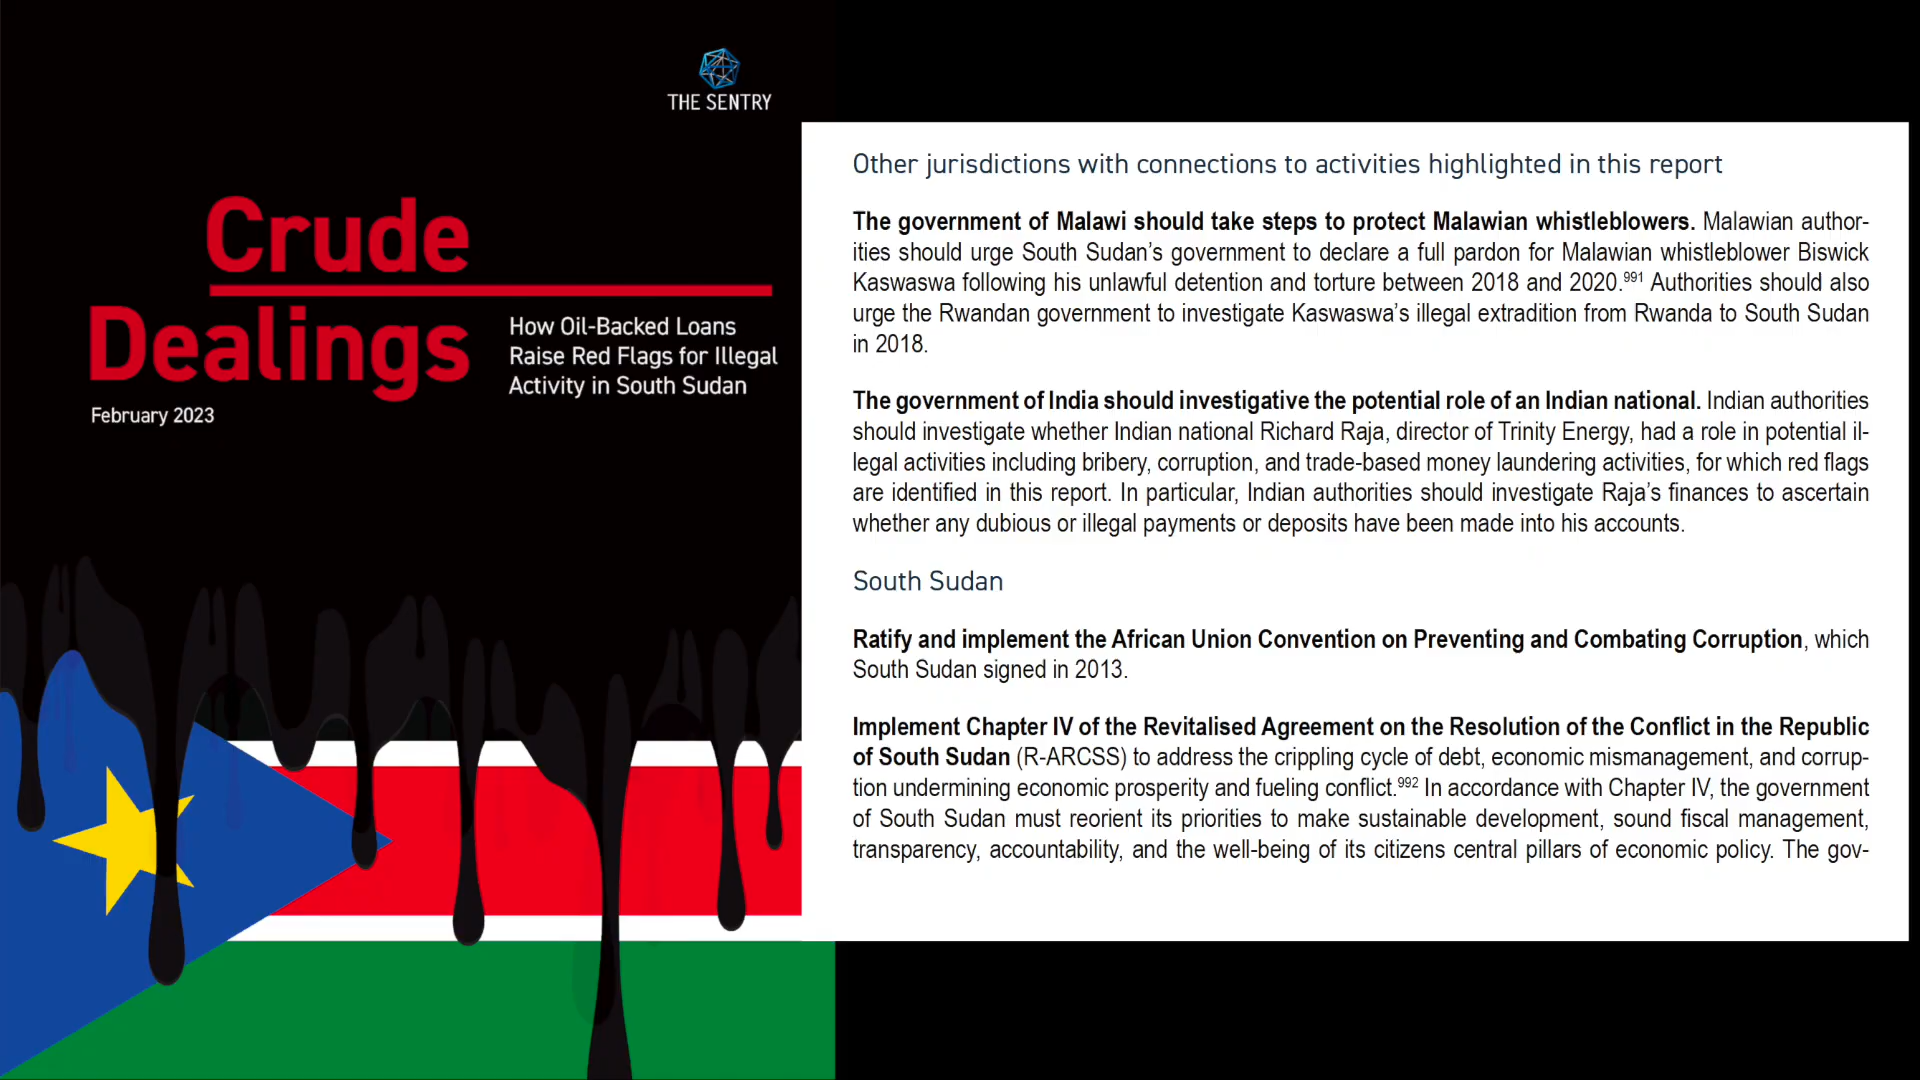 THE SENTRY
Crude
Dealings
How Oil-Backed Loans
Raise Red Flags for Illegal
Activity in South Sudan
February 2023
Other jurisdictions with connections to activities highlighted in this report
The government of Malawi should take steps to protect Malawian whistleblowers. Malawian author-
ities should urge South Sudan’s government to declare a full pardon for Malawian whistleblower Biswick
Kaswaswa following his unlawful detention and torture between 2018 and 2020.991 Authorities should also
urge the Rwandan government to investigate Kaswaswa’s illegal extradition from Rwanda to South Sudan
in 2018.
The government of India should investigative the potential role of an Indian national. Indian authorities
should investigate whether Indian national Richard Raja, director of Trinity Energy, had a role in potential il-
legal activities including bribery, corruption, and trade-based money laundering activities, for which red flags
are identified in this report. In particular, Indian authorities should investigate Raja’s finances to ascertain
whether any dubious or illegal payments or deposits have been made into his accounts.
South Sudan
Ratify and implement the African Union Convention on Preventing and Combating Corruption, which
South Sudan signed in 2013.
Implement Chapter IV of the Revitalised Agreement on the Resolution of the Conflict in the Republic
of South Sudan (R-ARCSS) to address the crippling cycle of debt, economic mismanagement, and corrup-
tion undermining economic prosperity and fueling conflict.992 In accordance with Chapter IV, the government
of South Sudan must reorient its priorities to make sustainable development, sound fiscal management,
transparency, accountability, and the well-being of its citizens central pillars of economic policy. The gov-